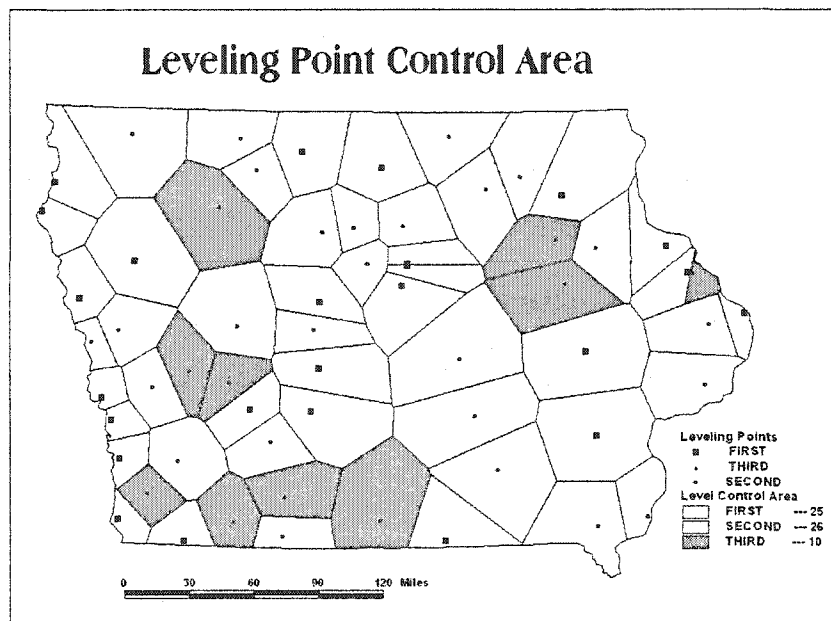 Leveling Point Control Area
Leveling Points
FIRST
THIRD
SECOND
Level Control Area
FIRST --- 25
SECOND --- 26
THIRD --- 10
0 30 60 90 120 Miles